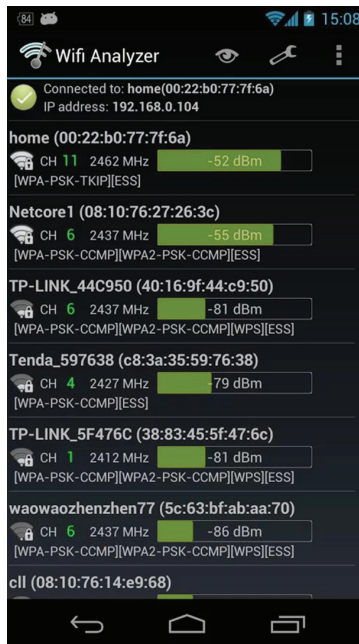 84
15:08
Wifi Analyzer
Connected to: home(00:22:b0:77:7f:6a)
IP address: 192.168.0.104
home (00:22:b0:77:7f:6a)
CH 11 2462 MHz -52 dBm
[WPA-PSK-TKIP][ESS]
Netcore1 (08:10:76:27:26:3c)
CH 6 2437 MHz -55 dBm
[WPA-PSK-CCMP][WPA2-PSK-CCMP][ESS]
TP-LINK_44C950 (40:16:9f:44:c9:50)
CH 6 2437 MHz -81 dBm
[WPA-PSK-CCMP][WPA2-PSK-CCMP][WPS][ESS]
Tenda_597638 (c8:3a:35:59:76:38)
CH 4 2427 MHz -79 dBm
[WPA-PSK-CCMP][ESS]
TP-LINK_5F476C (38:83:45:5f:47:6c)
CH 1 2412 MHz -81 dBm
[WPA-PSK-CCMP][WPA2-PSK-CCMP][WPS][ESS]
waowaozhenzhen77 (5c:63:bf:ab:aa:70)
CH 6 2437 MHz -86 dBm
[WPA-PSK-CCMP][WPA2-PSK-CCMP][WPS][ESS]
cll (08:10:76:14:e9:68)